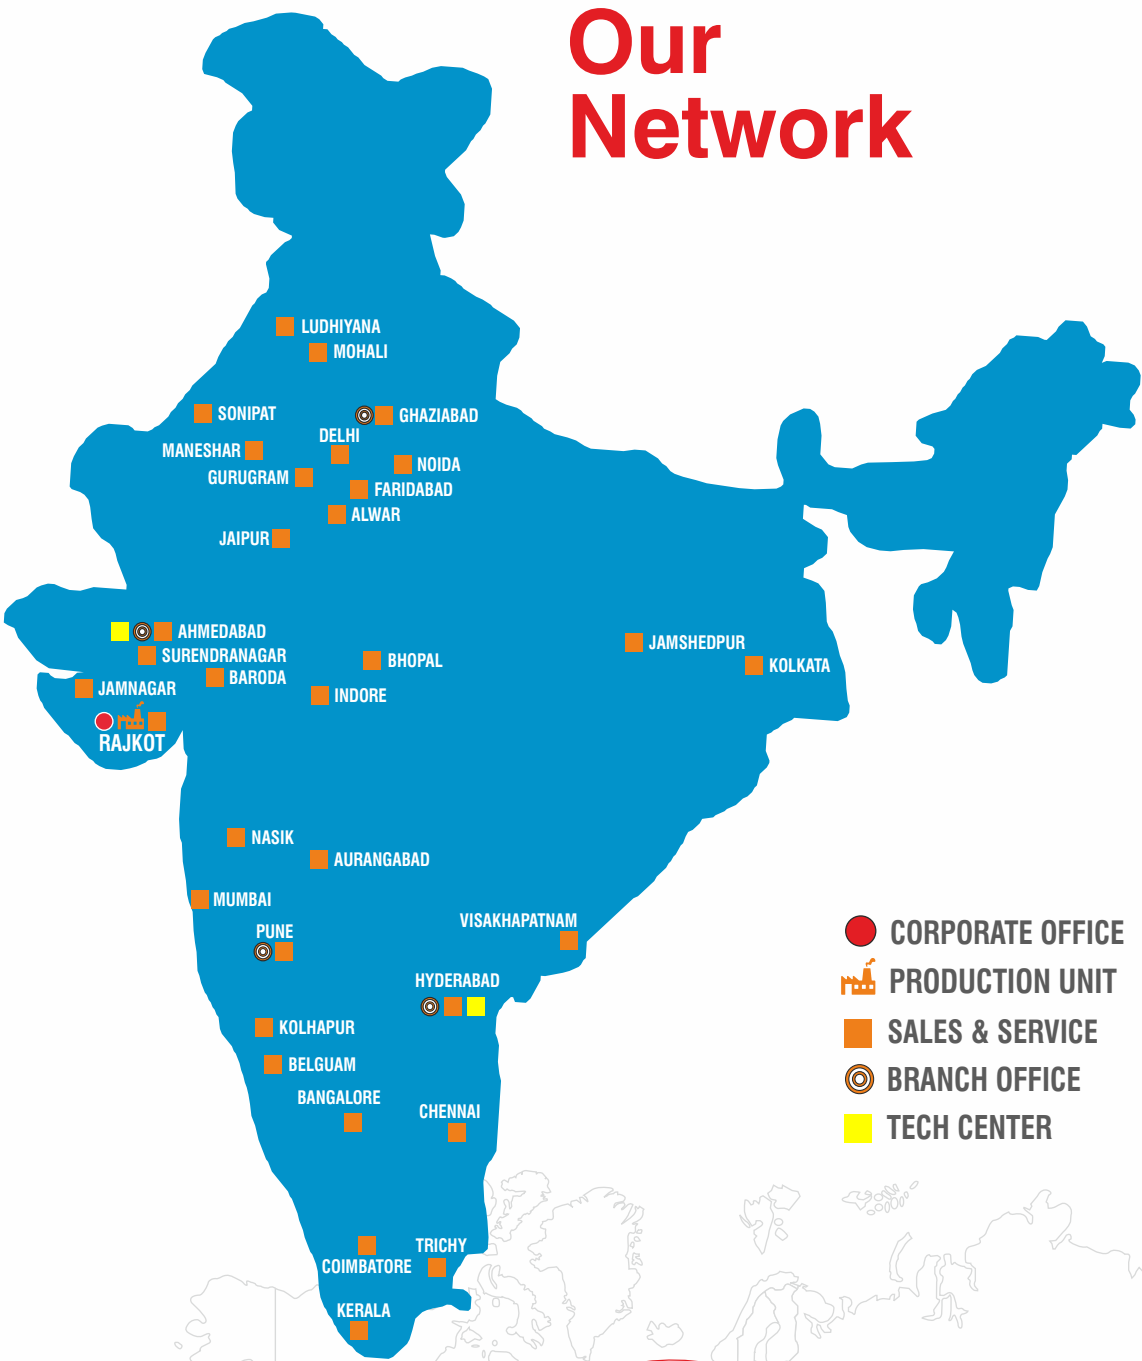 Our
Network
LUDHIYANA
MOHALI
SONIPAT
GHAZIABAD
DELHI
MANESHAR
NOIDA
GURUGRAM
FARIDABAD
ALWAR
JAIPUR
AHMEDABAD
SURENDRANAGAR
JAMSHEDPUR
BHOPAL
KOLKATA
BARODA
JAMNAGAR
INDORE
RAJKOT
NASIK
AURANGABAD
MUMBAI
VISAKHAPATNAM
PUNE
HYDERABAD
KOLHAPUR
BELGUAM
BANGALORE
CHENNAI
TRICHY
COIMBATORE
KERALA
CORPORATE OFFICE
PRODUCTION UNIT
SALES & SERVICE
BRANCH OFFICE
TECH CENTER